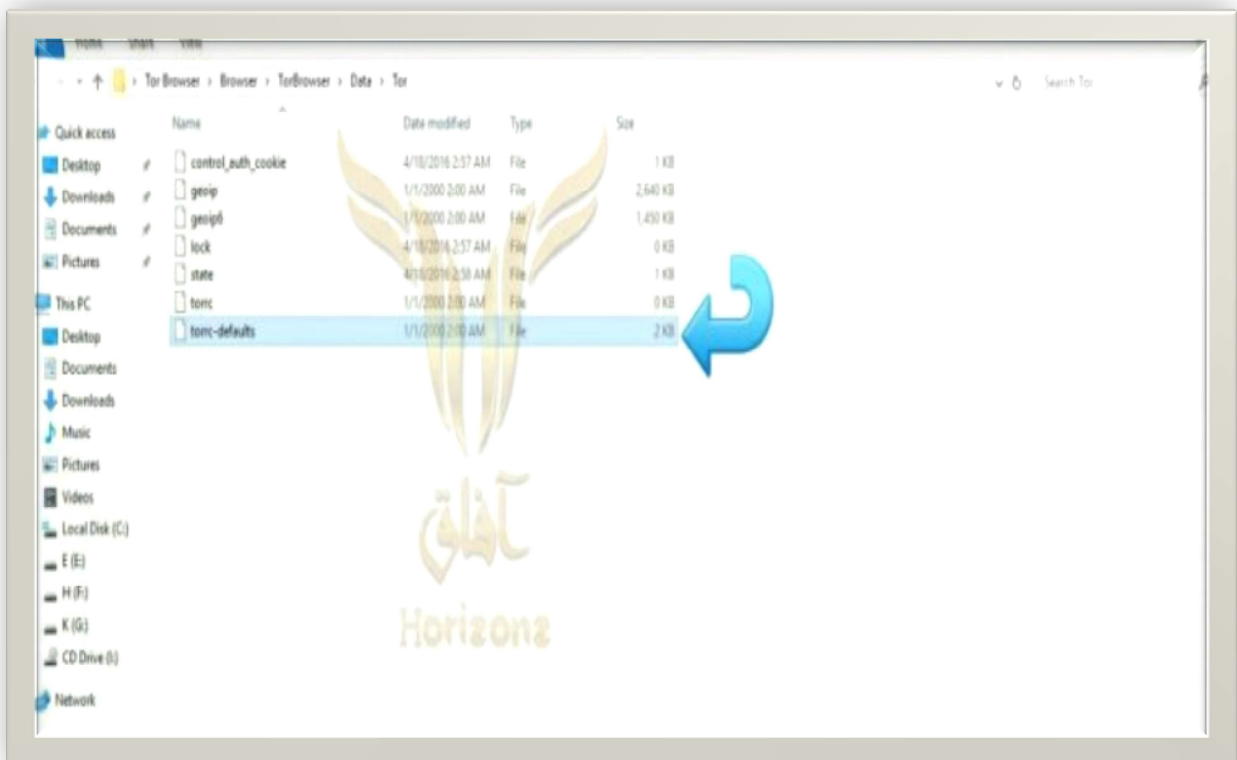 Home Share View
Tor Browser › Browser › TorBrowser › Data › Tor
Search Tor
Name Date modified Type Size
Quick access
Desktop
Downloads
Documents
Pictures
This PC
Desktop
Documents
Downloads
Music
Pictures
Videos
Local Disk (C:)
E (E:)
H (F:)
K (G:)
CD Drive (I:)
Network
control_auth_cookie 4/18/2016 2:57 AM File 1 KB
geoip 1/1/2000 2:00 AM File 2,640 KB
geoip6 1/1/2000 2:00 AM File 1,450 KB
lock 4/18/2016 2:57 AM File 0 KB
state 4/18/2016 2:58 AM File 1 KB
torrc 1/1/2000 2:00 AM File 0 KB
torrc-defaults 1/1/2000 2:00 AM File 2 KB
آفاق
Horizons